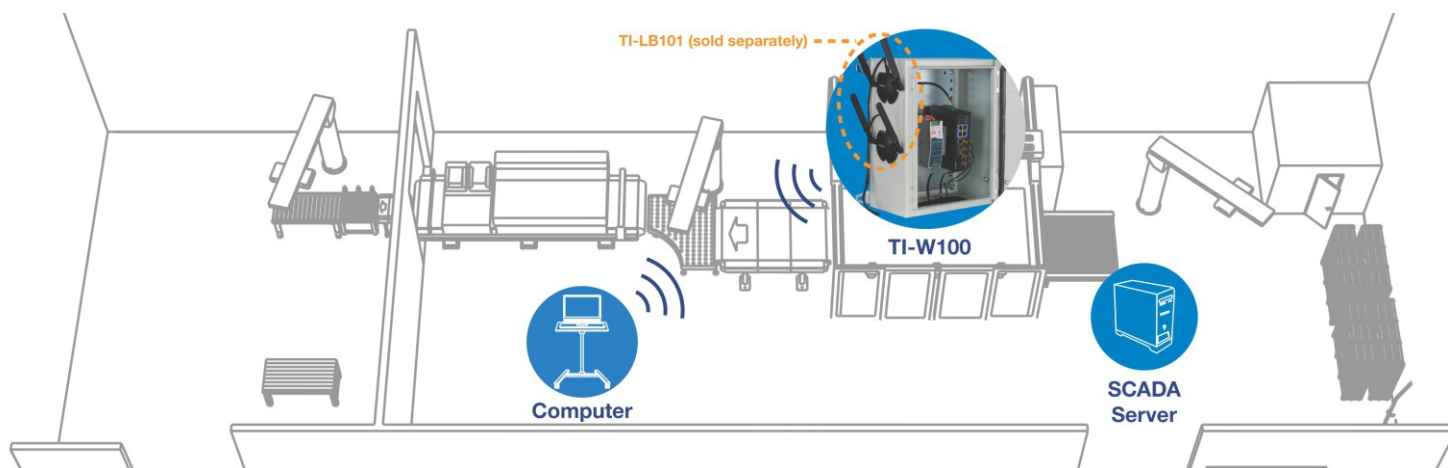 TI-LB101 (sold separately)
TI-W100
Computer
SCADA
Server